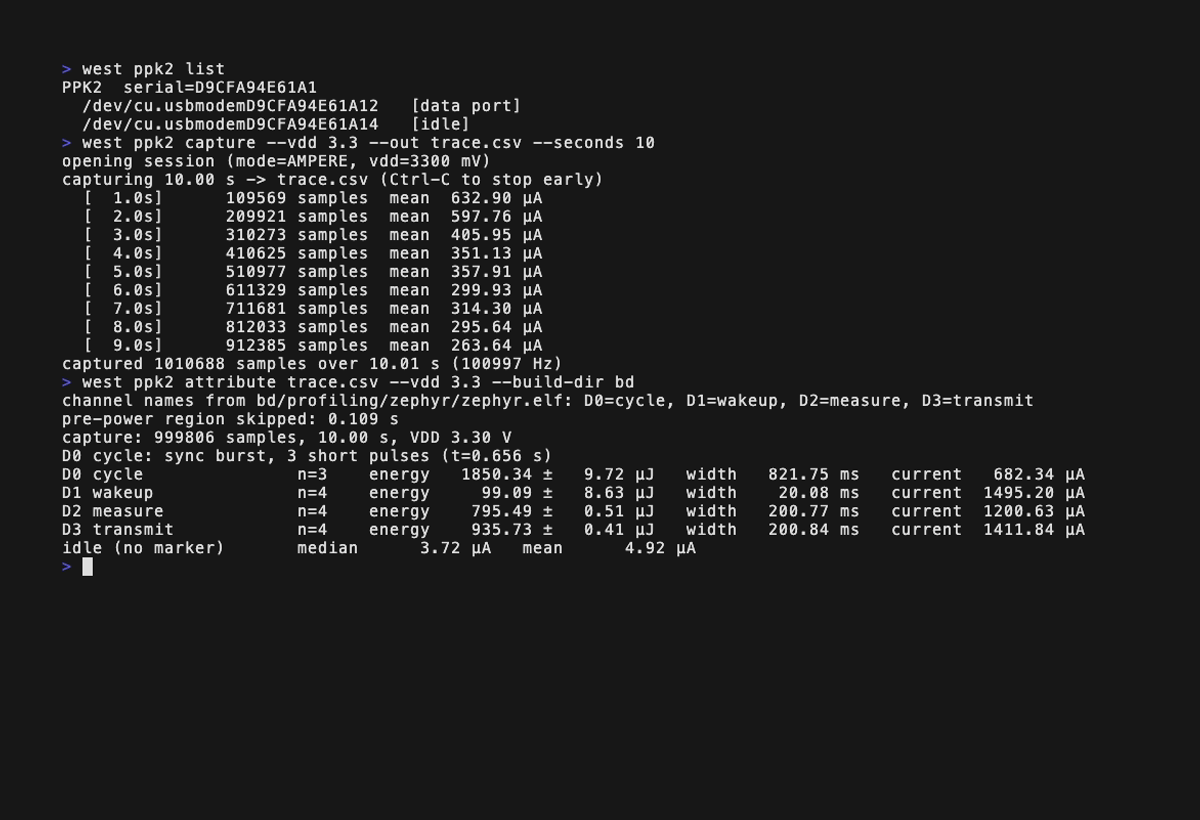 > west ppk2 list
PPK2  serial=D9CFA94E61A1
  /dev/cu.usbmodemD9CFA94E61A12   [data port]
  /dev/cu.usbmodemD9CFA94E61A14   [idle]
> west ppk2 capture --vdd 3.3 --out trace.csv --seconds 10
opening session (mode=AMPERE, vdd=3300 mV)
capturing 10.00 s -> trace.csv (Ctrl-C to stop early)
  [  1.0s]      109569 samples  mean  632.90 µA
  [  2.0s]      209921 samples  mean  597.76 µA
  [  3.0s]      310273 samples  mean  405.95 µA
  [  4.0s]      410625 samples  mean  351.13 µA
  [  5.0s]      510977 samples  mean  357.91 µA
  [  6.0s]      611329 samples  mean  299.93 µA
  [  7.0s]      711681 samples  mean  314.30 µA
  [  8.0s]      812033 samples  mean  295.64 µA
  [  9.0s]      912385 samples  mean  263.64 µA
captured 1010688 samples over 10.01 s (100997 Hz)
> west ppk2 attribute trace.csv --vdd 3.3 --build-dir bd
channel names from bd/profiling/zephyr/zephyr.elf: D0=cycle, D1=wakeup, D2=measure, D3=transmit
pre-power region skipped: 0.109 s
capture: 999806 samples, 10.00 s, VDD 3.30 V
D0 cycle: sync burst, 3 short pulses (t=0.656 s)
D0 cycle               n=3    energy   1850.34 ±   9.72 µJ   width   821.75 ms   current   682.34 µA
D1 wakeup              n=4    energy     99.09 ±   8.63 µJ   width    20.08 ms   current  1495.20 µA
D2 measure             n=4    energy    795.49 ±   0.51 µJ   width   200.77 ms   current  1200.63 µA
D3 transmit            n=4    energy    935.73 ±   0.41 µJ   width   200.84 ms   current  1411.84 µA
idle (no marker)       median      3.72 µA   mean      4.92 µA
>